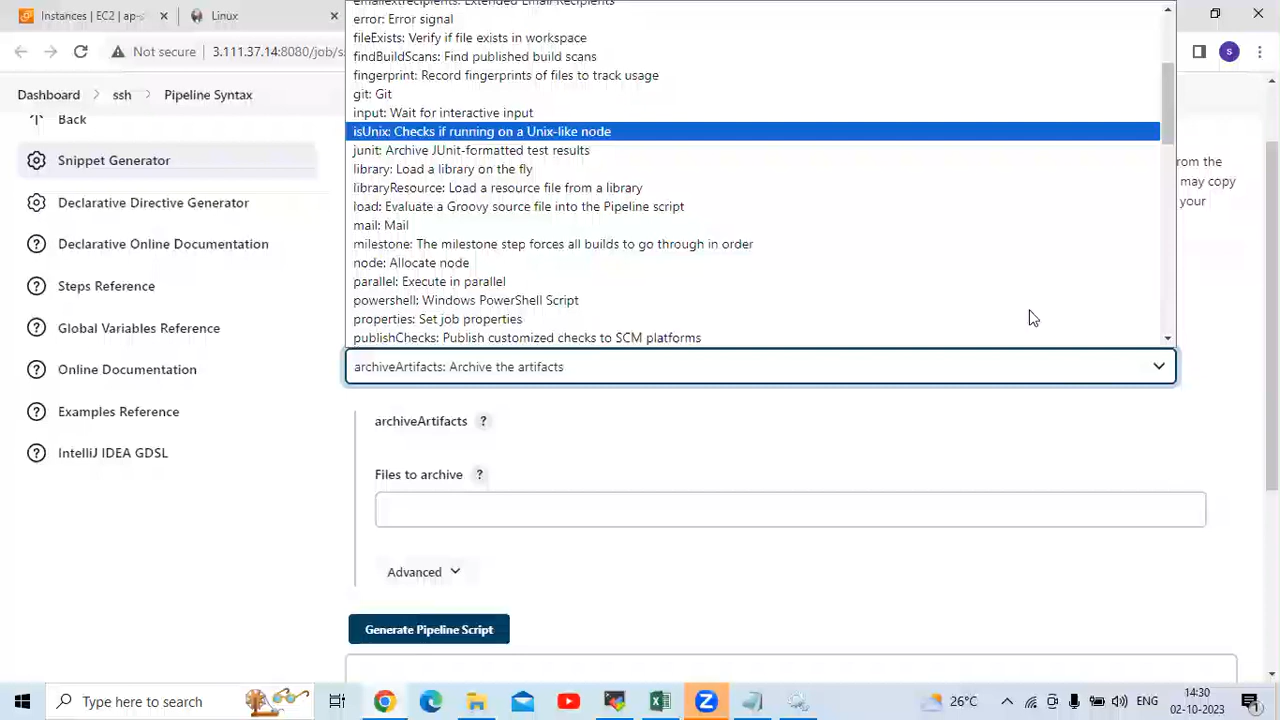 Instances | EC2 | ap-
Linux
Not secure
3.111.37.14:8080/job/s
S
Dashboard
ssh
Pipeline Syntax
Back
Snippet Generator
Declarative Directive Generator
Declarative Online Documentation
Steps Reference
Global Variables Reference
Online Documentation
Examples Reference
IntelliJ IDEA GDSL
emailextrecipients: Extended Email Recipients
error: Error signal
fileExists: Verify if file exists in workspace
findBuildScans: Find published build scans
fingerprint: Record fingerprints of files to track usage
git: Git
input: Wait for interactive input
isUnix: Checks if running on a Unix-like node
junit: Archive JUnit-formatted test results
library: Load a library on the fly
libraryResource: Load a resource file from a library
load: Evaluate a Groovy source file into the Pipeline script
mail: Mail
milestone: The milestone step forces all builds to go through in order
node: Allocate node
parallel: Execute in parallel
powershell: Windows PowerShell Script
properties: Set job properties
publishChecks: Publish customized checks to SCM platforms
from the
may copy
your
archiveArtifacts: Archive the artifacts
archiveArtifacts ?
Files to archive ?
Advanced
Generate Pipeline Script
Type here to search
26°C
ENG
14:30
02-10-2023
1